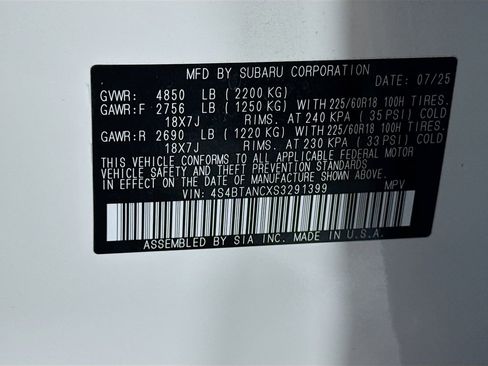 MFD BY SUBARU CORPORATION
DATE: 07/25
GVWR: 4850 LB (2200 KG)
GAWR:F 2756 LB (1250 KG) WITH 225/60R18 100H TIRES.
18X7J RIMS. AT 240 KPA (35 PSI) COLD
GAWR:R 2690 LB (1220 KG) WITH 225/60R18 100H TIRES.
18X7J RIMS. AT 230 KPA (33 PSI) COLD
THIS VEHICLE CONFORMS TO ALL APPLICABLE FEDERAL MOTOR
VEHICLE SAFETY AND THEFT PREVENTION STANDARDS
IN EFFECT ON THE DATE OF MANUFACTURE SHOWN ABOVE.
VIN: 4S4BTANCXS3291399 MPV
ASSEMBLED BY SIA INC. MADE IN U.S.A.